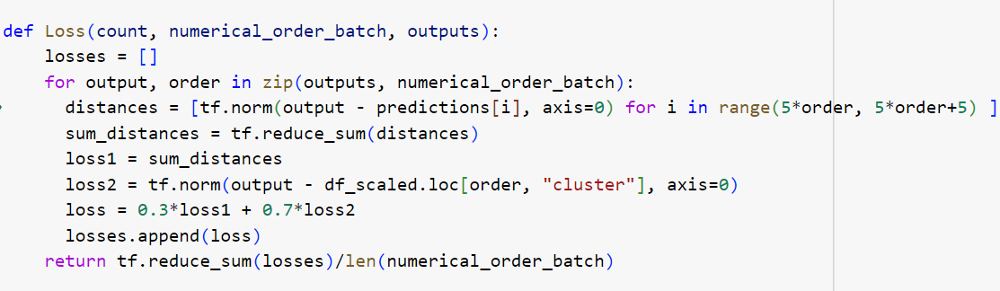 def Loss(count, numerical_order_batch, outputs):
    losses = []
    for output, order in zip(outputs, numerical_order_batch):
      distances = [tf.norm(output - predictions[i], axis=0) for i in range(5*order, 5*order+5) ]
      sum_distances = tf.reduce_sum(distances)
      loss1 = sum_distances
      loss2 = tf.norm(output - df_scaled.loc[order, "cluster"], axis=0)
      loss = 0.3*loss1 + 0.7*loss2
      losses.append(loss)
    return tf.reduce_sum(losses)/len(numerical_order_batch)